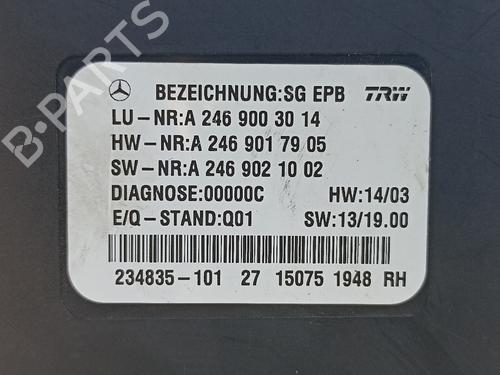 BEZEICHNUNG:SG EPB TRW
LU-NR:A 246 900 30 14
HW-NR:A 246 901 79 05
SW-NR:A 246 902 10 02
DIAGNOSE:00000C HW:14/03
E/Q-STAND:Q01 SW:13/19.00
234835-101 27 15075 1948 RH
B-PARTS